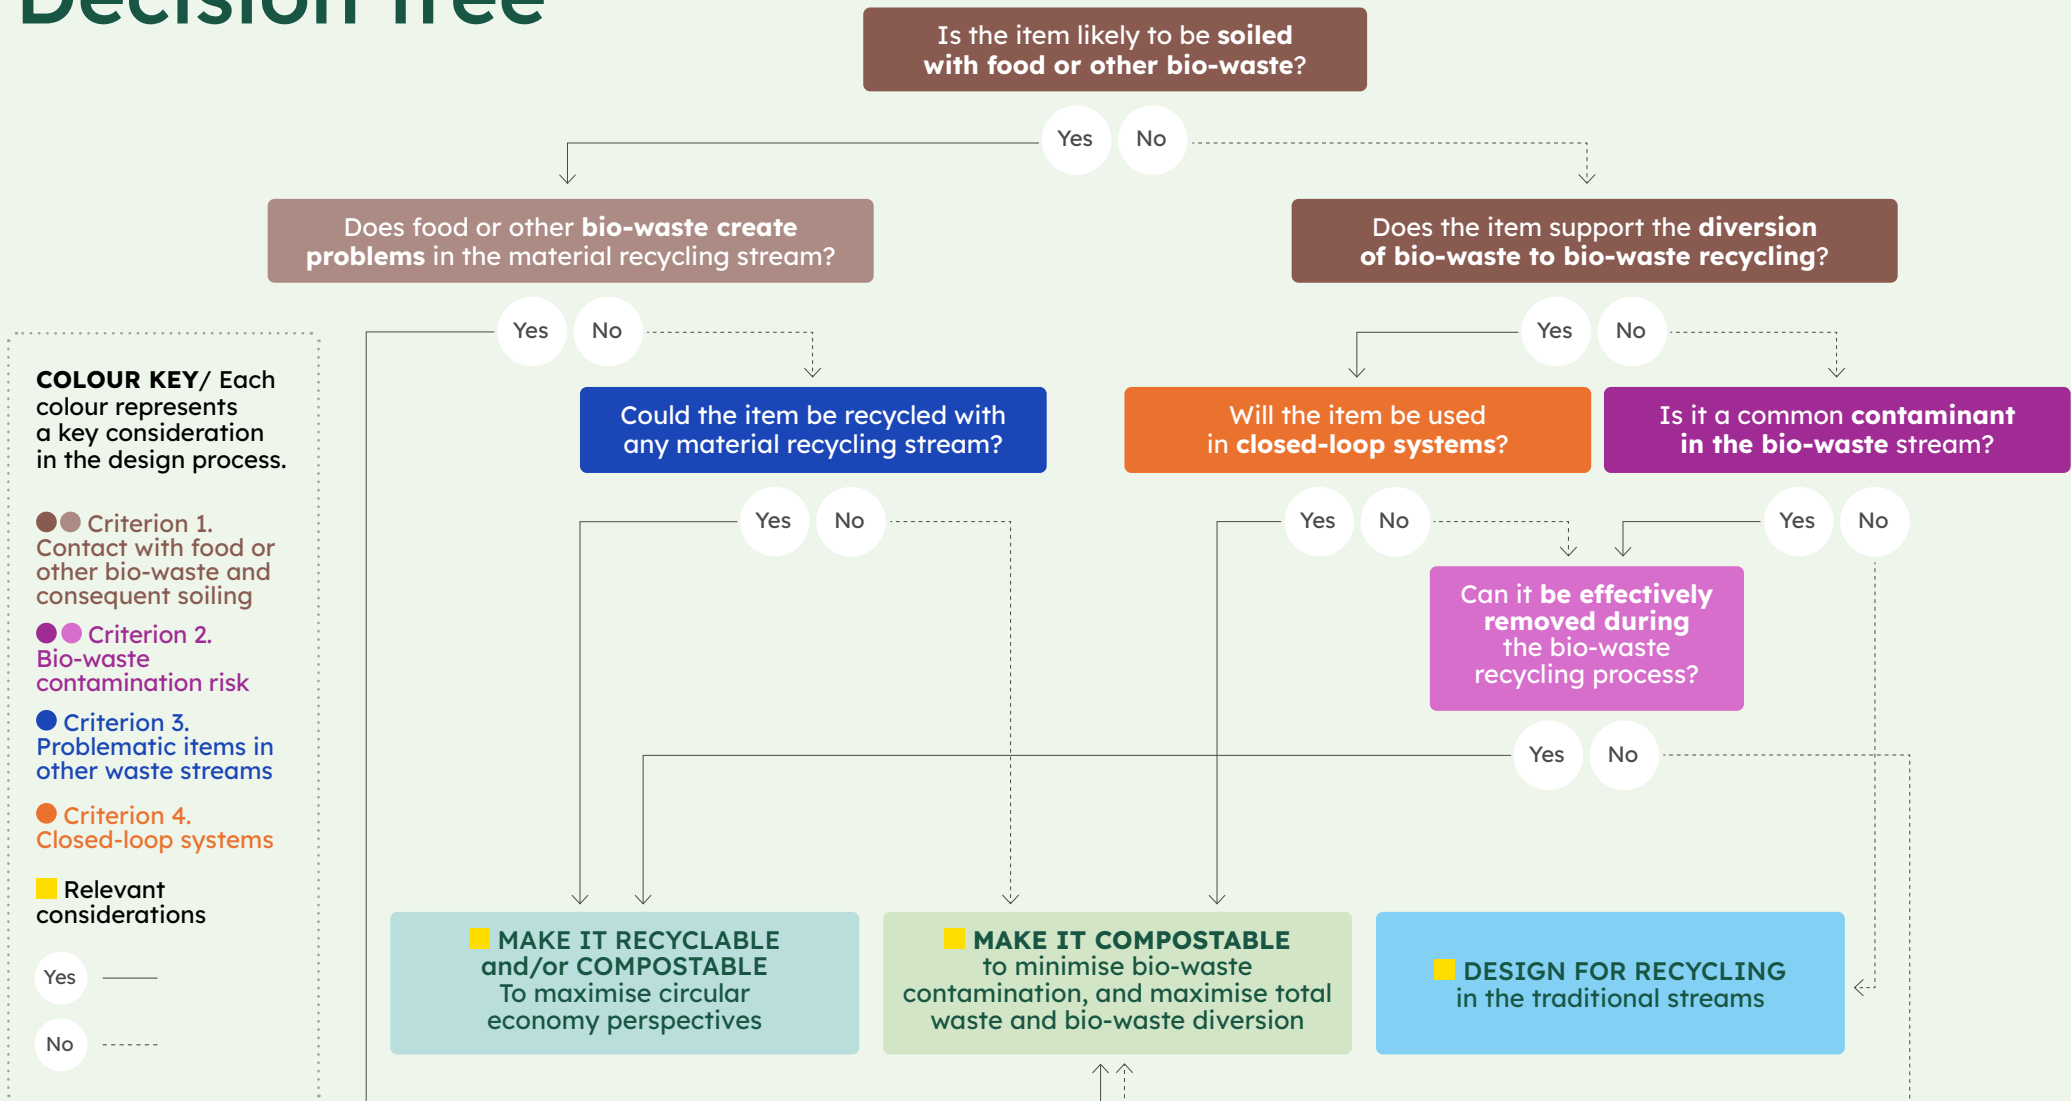 Decision tree
Is the item likely to be soiled
with food or other bio-waste?
Yes No
Does food or other bio-waste create
problems in the material recycling stream?
Does the item support the diversion
of bio-waste to bio-waste recycling?
Yes No
Yes No
Could the item be recycled with
any material recycling stream?
Will the item be used
in closed-loop systems?
Is it a common contaminant
in the bio-waste stream?
Yes No
Yes No
Yes No
Can it be effectively
removed during
the bio-waste
recycling process?
Yes No
MAKE IT RECYCLABLE
and/or COMPOSTABLE
To maximise circular
economy perspectives
MAKE IT COMPOSTABLE
to minimise bio-waste
contamination, and maximise total
waste and bio-waste diversion
DESIGN FOR RECYCLING
in the traditional streams
COLOUR KEY/ Each
colour represents
a key consideration
in the design process.
Criterion 1.
Contact with food or
other bio-waste and
consequent soiling
Criterion 2.
Bio-waste
contamination risk
Criterion 3.
Problematic items in
other waste streams
Criterion 4.
Closed-loop systems
Relevant
considerations
Yes
No